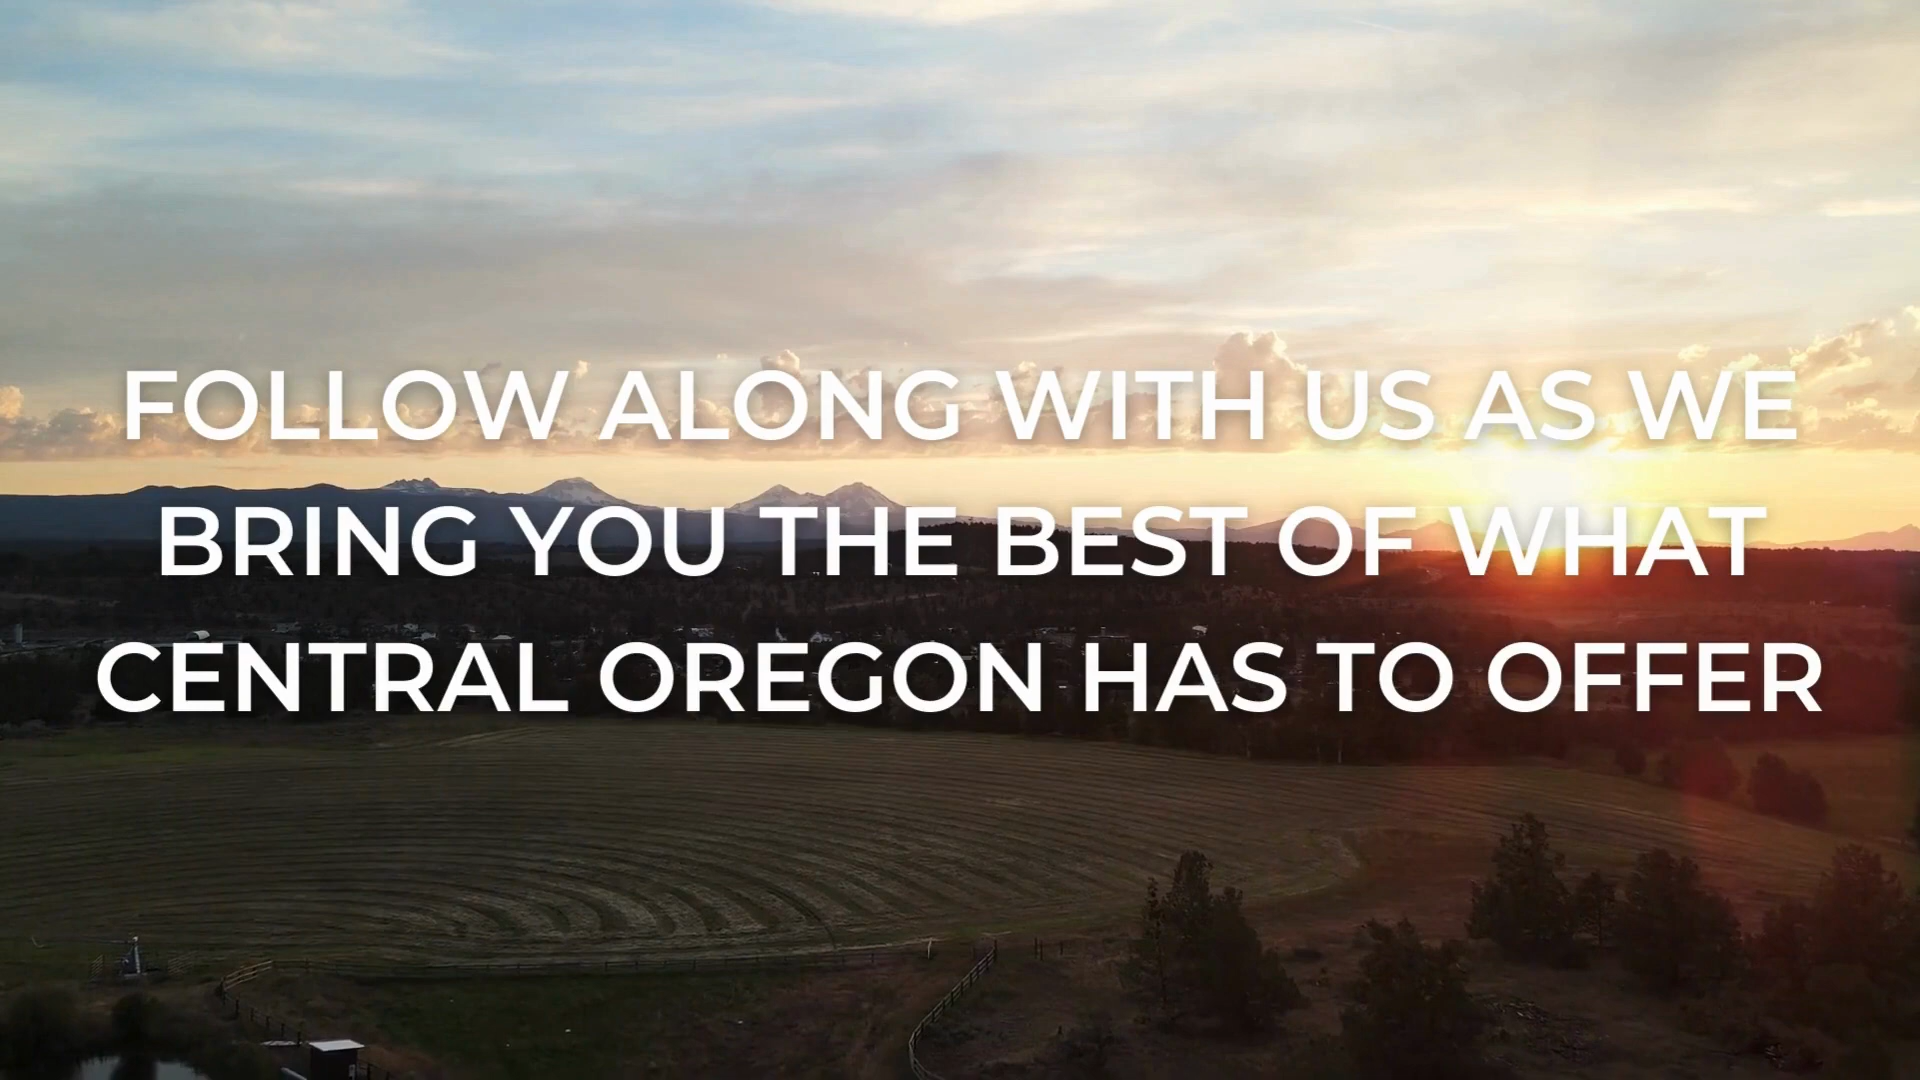 FOLLOW ALONG WITH US AS WE
BRING YOU THE BEST OF WHAT
CENTRAL OREGON HAS TO OFFER